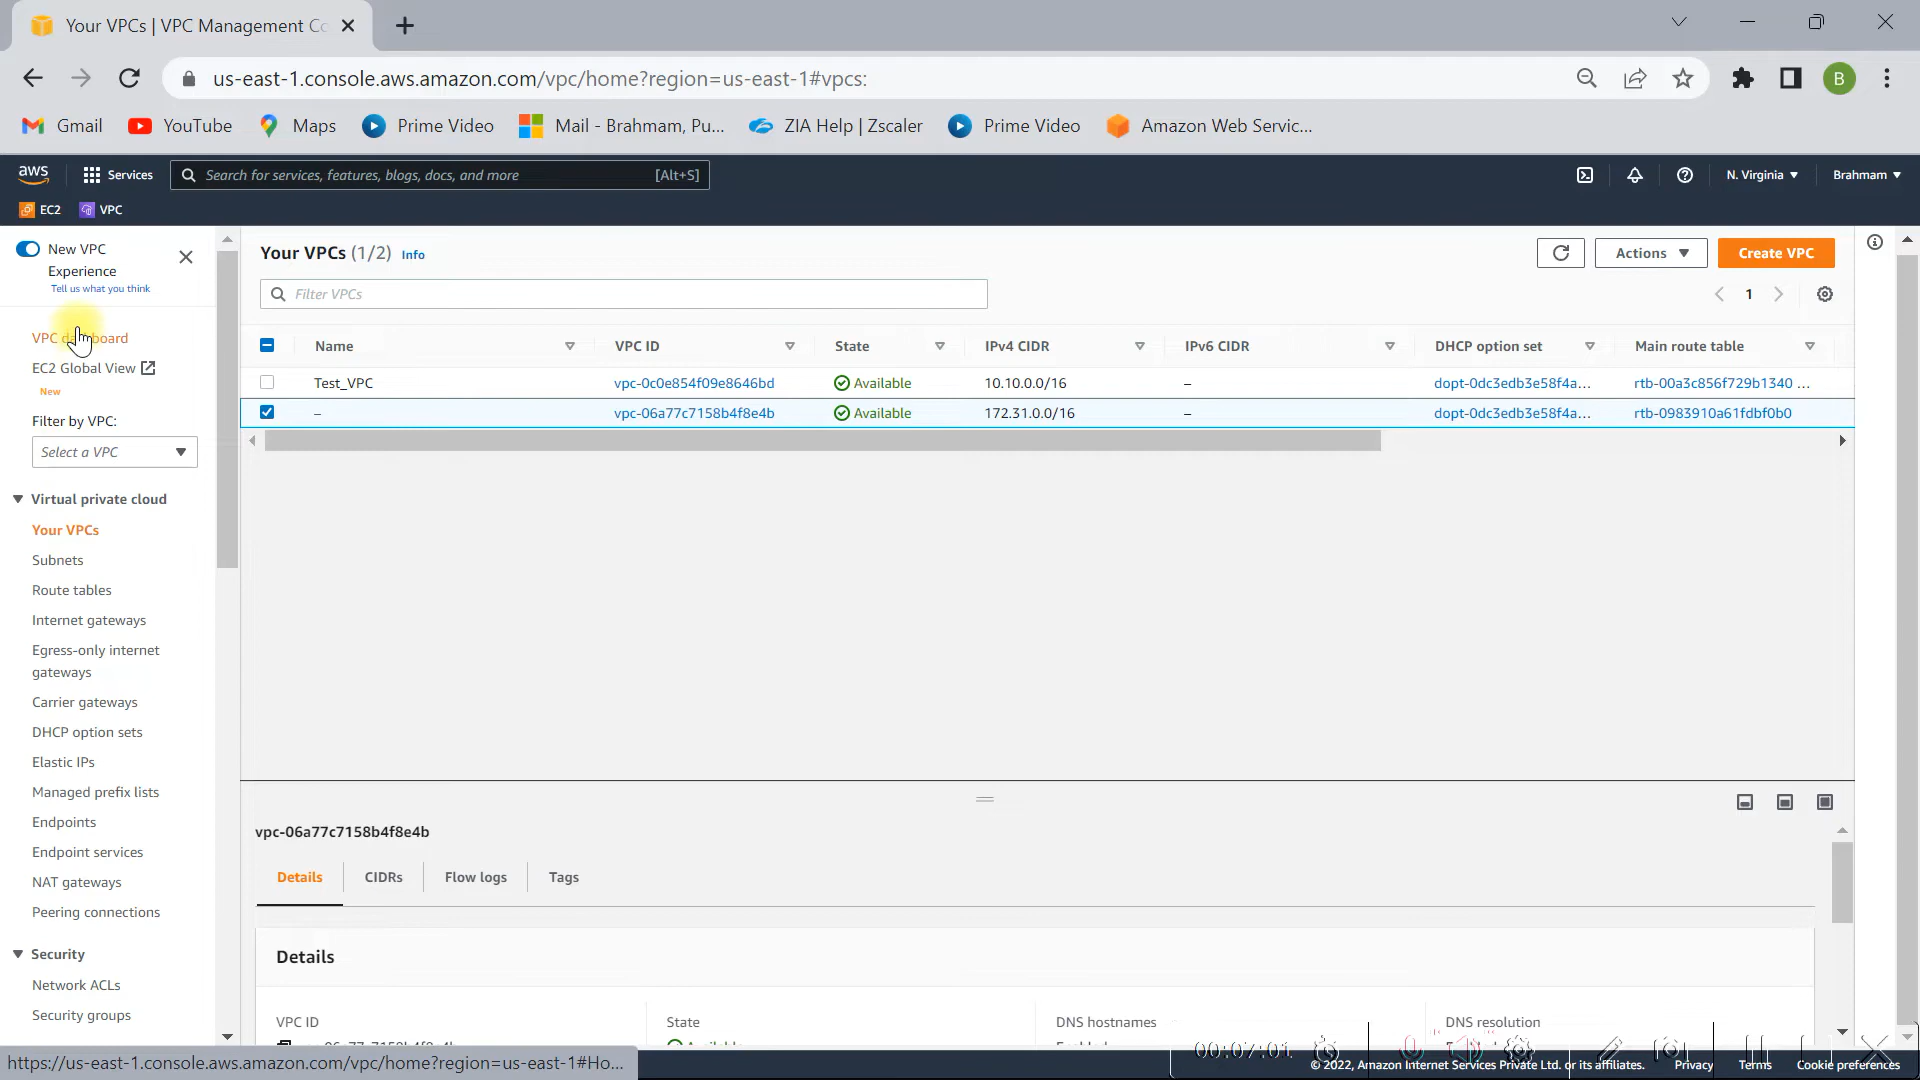 Your VPCs | VPC Management Co
us-east-1.console.aws.amazon.com/vpc/home?region=us-east-1#vpcs:
B
Gmail YouTube Maps Prime Video Mail - Brahmam, Pu... ZIA Help | Zscaler Prime Video Amazon Web Servic...
aws Services Search for services, features, blogs, docs, and more [Alt+S] N. Virginia Brahmam
EC2 VPC
New VPC
Experience
Tell us what you think
VPC dashboard
EC2 Global View
New
Filter by VPC:
Select a VPC
Virtual private cloud
Your VPCs
Subnets
Route tables
Internet gateways
Egress-only internet
gateways
Carrier gateways
DHCP option sets
Elastic IPs
Managed prefix lists
Endpoints
Endpoint services
NAT gateways
Peering connections
Security
Network ACLs
Security groups
Your VPCs (1/2) Info Actions Create VPC
Filter VPCs 1
Name VPC ID State IPv4 CIDR IPv6 CIDR DHCP option set Main route table
Test_VPC vpc-0c0e854f09e8646bd Available 10.10.0.0/16 – dopt-0dc3edb3e58f4a... rtb-00a3c856f729b1340 ...
– vpc-06a77c7158b4f8e4b Available 172.31.0.0/16 – dopt-0dc3edb3e58f4a... rtb-0983910a61fdbf0b0
vpc-06a77c7158b4f8e4b
Details CIDRs Flow logs Tags
Details
VPC ID State DNS hostnames DNS resolution
https://us-east-1.console.aws.amazon.com/vpc/home?region=us-east-1#Ho...
00:07:01
© 2022, Amazon Internet Services Private Ltd. or its affiliates. Privacy Terms Cookie preferences